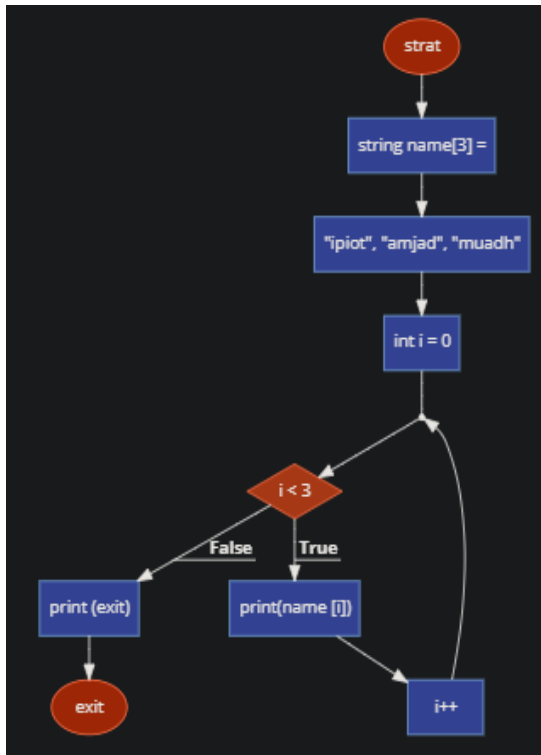 strat
string name[3] =
"ipiot", "amjad", "muadh"
int i = 0
i < 3
False
True
print (exit)
print(name [i])
exit
i++